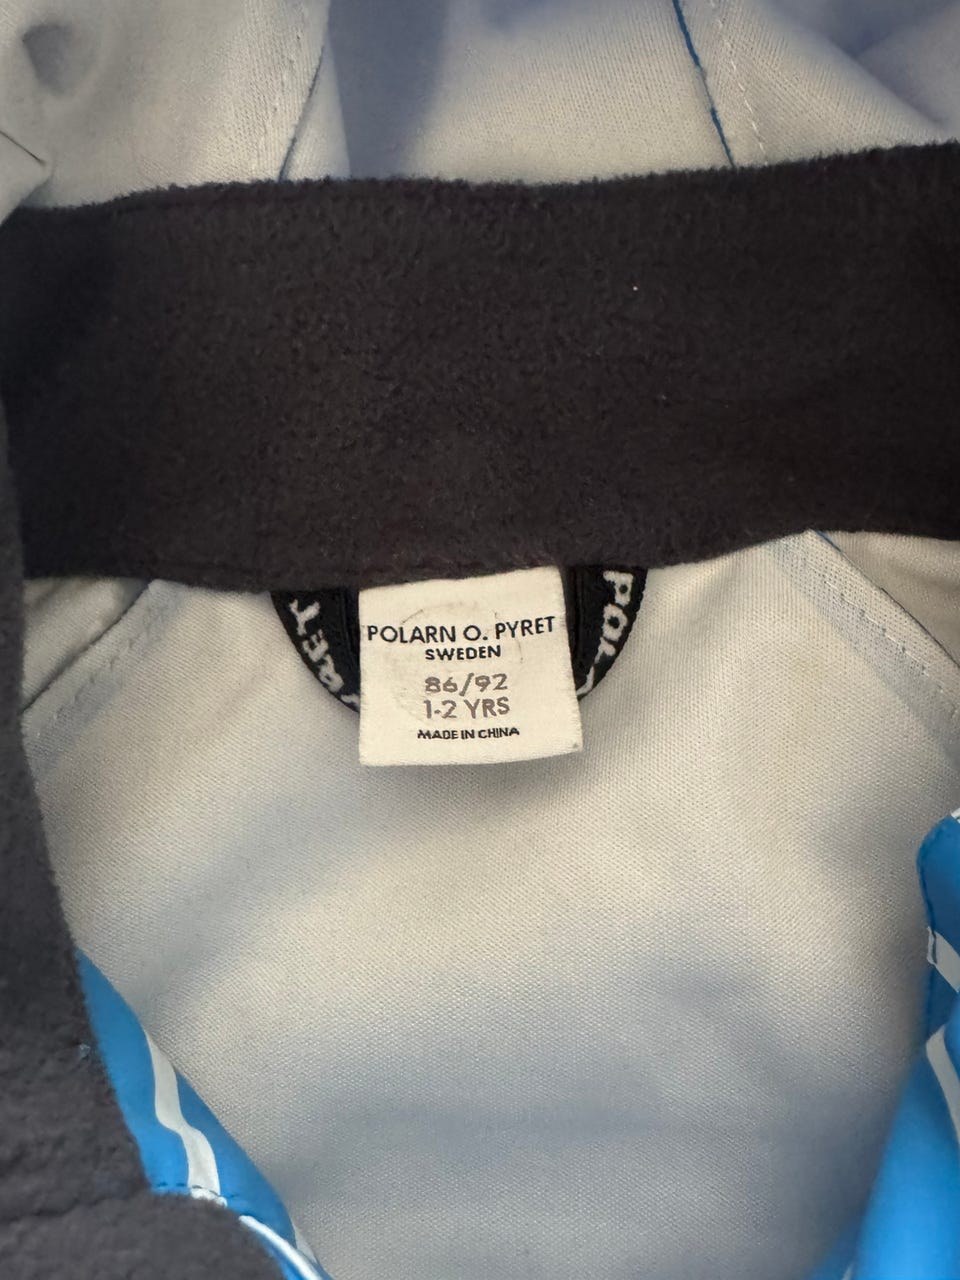 POLARN O. PYRET
SWEDEN
86/92
1-2 YRS
MADE IN CHINA